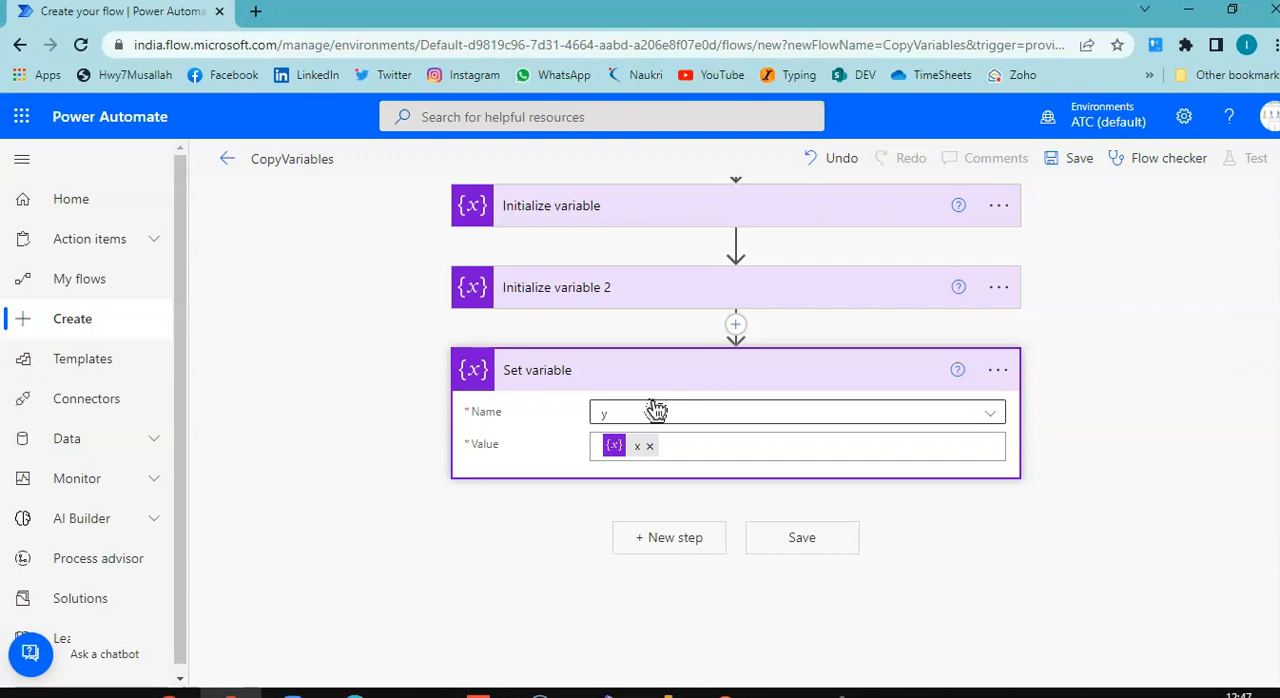 Create your flow | Power Automa
india.flow.microsoft.com/manage/environments/Default-d9819c96-7d31-4664-aabd-a206e8f07e0d/flows/new?newFlowName=CopyVariables&trigger=provi...
Apps Hwy7Musallah Facebook LinkedIn Twitter Instagram WhatsApp Naukri YouTube Typing DEV TimeSheets Zoho » Other bookmark
Power Automate
Search for helpful resources
Environments
ATC (default)
CopyVariables
Undo Redo Comments Save Flow checker Test
Home
Action items
My flows
Create
Templates
Connectors
Data
Monitor
AI Builder
Process advisor
Solutions
Lea
Ask a chatbot
{x} Initialize variable
{x} Initialize variable 2
{x} Set variable
* Name y
* Value {x} x
+ New step Save
12:47